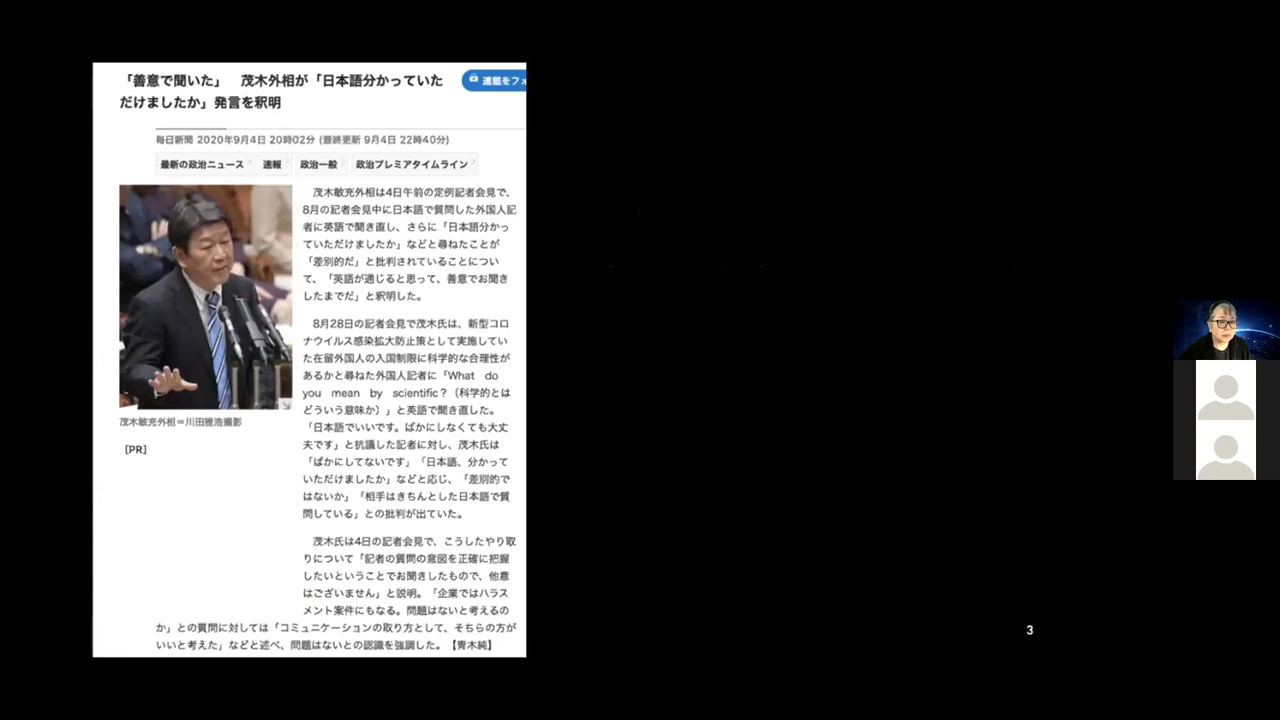 「善意で聞いた」　茂木外相が「日本語分かっていた
だけましたか」発言を釈明
連載をフォ
毎日新聞 2020年9月4日 20時02分 (最終更新 9月4日 22時40分)
最新の政治ニュース 速報 政治一般 政治プレミアタイムライン
茂木敏充外相は4日午前の定例記者会見で、
8月の記者会見中に日本語で質問した外国人記
者に英語で聞き直し、さらに「日本語分かっ
ていただけましたか」などと尋ねたことが
「差別的だ」と批判されていることについ
て、「英語が通じると思って、善意でお聞き
したまでだ」と釈明した。
8月28日の記者会見で茂木氏は、新型コロ
ナウイルス感染拡大防止策として実施してい
た在留外国人の入国制限に科学的な合理性が
あるかと尋ねた外国人記者に「What do
you mean by scientific？（科学的とは
どういう意味か）」と英語で聞き直した。
「日本語でいいです。ばかにしなくても大丈
夫です」と抗議した記者に対し、茂木氏は
「ばかにしてないです」「日本語、分かって
いただけましたか」などと応じ、「差別的で
はないか」「相手はきちんとした日本語で質
問している」との批判が出ていた。
茂木氏は4日の記者会見で、こうしたやり取
りについて「記者の質問の意図を正確に把握
したいということでお聞きしたもので、他意
はございません」と説明。「企業ではハラス
メント案件にもなる。問題はないと考えるの
か」との質問に対しては「コミュニケーションの取り方として、そちらの方が
いいと考えた」などと述べ、問題はないとの認識を強調した。【青木純】
茂木敏充外相＝川田雅浩撮影
[PR]
3